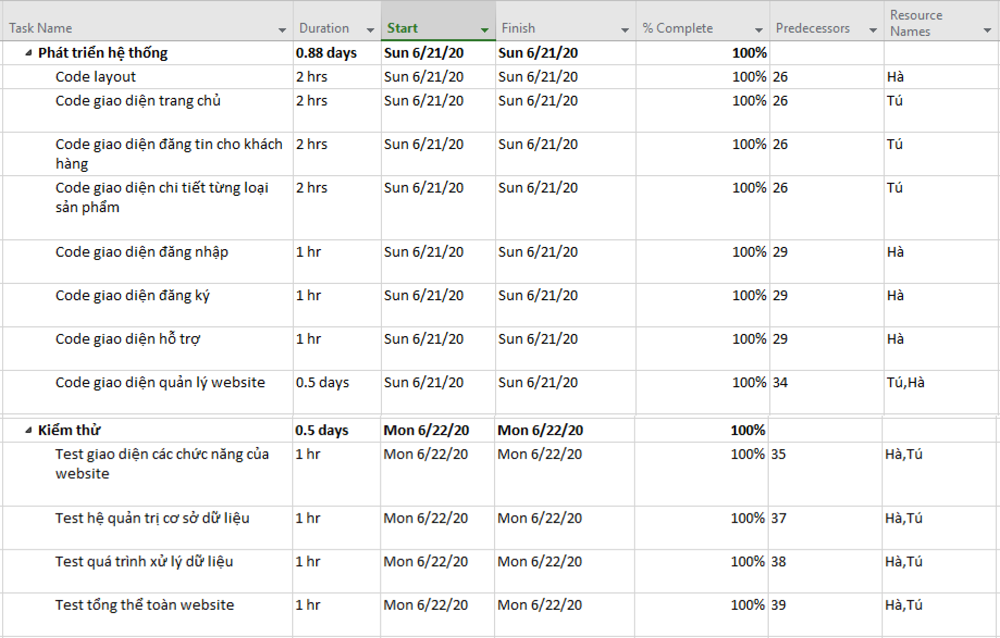 Task Name Duration Start Finish % Complete Predecessors Resource Names
Phát triển hệ thống 0.88 days Sun 6/21/20 Sun 6/21/20 100%
Code layout 2 hrs Sun 6/21/20 Sun 6/21/20 100% 26 Hà
Code giao diện trang chủ 2 hrs Sun 6/21/20 Sun 6/21/20 100% 26 Tú
Code giao diện đăng tin cho khách 2 hrs Sun 6/21/20 Sun 6/21/20 100% 26 Tú
hàng
Code giao diện chi tiết từng loại 2 hrs Sun 6/21/20 Sun 6/21/20 100% 26 Tú
sản phẩm
Code giao diện đăng nhập 1 hr Sun 6/21/20 Sun 6/21/20 100% 29 Hà
Code giao diện đăng ký 1 hr Sun 6/21/20 Sun 6/21/20 100% 29 Hà
Code giao diện hỗ trợ 1 hr Sun 6/21/20 Sun 6/21/20 100% 29 Hà
Code giao diện quản lý website 0.5 days Sun 6/21/20 Sun 6/21/20 100% 34 Tú,Hà
Kiểm thử 0.5 days Mon 6/22/20 Mon 6/22/20 100%
Test giao diện các chức năng của 1 hr Mon 6/22/20 Mon 6/22/20 100% 35 Hà,Tú
website
Test hệ quản trị cơ sở dữ liệu 1 hr Mon 6/22/20 Mon 6/22/20 100% 37 Hà,Tú
Test quá trình xử lý dữ liệu 1 hr Mon 6/22/20 Mon 6/22/20 100% 38 Hà,Tú
Test tổng thể toàn website 1 hr Mon 6/22/20 Mon 6/22/20 100% 39 Hà,Tú